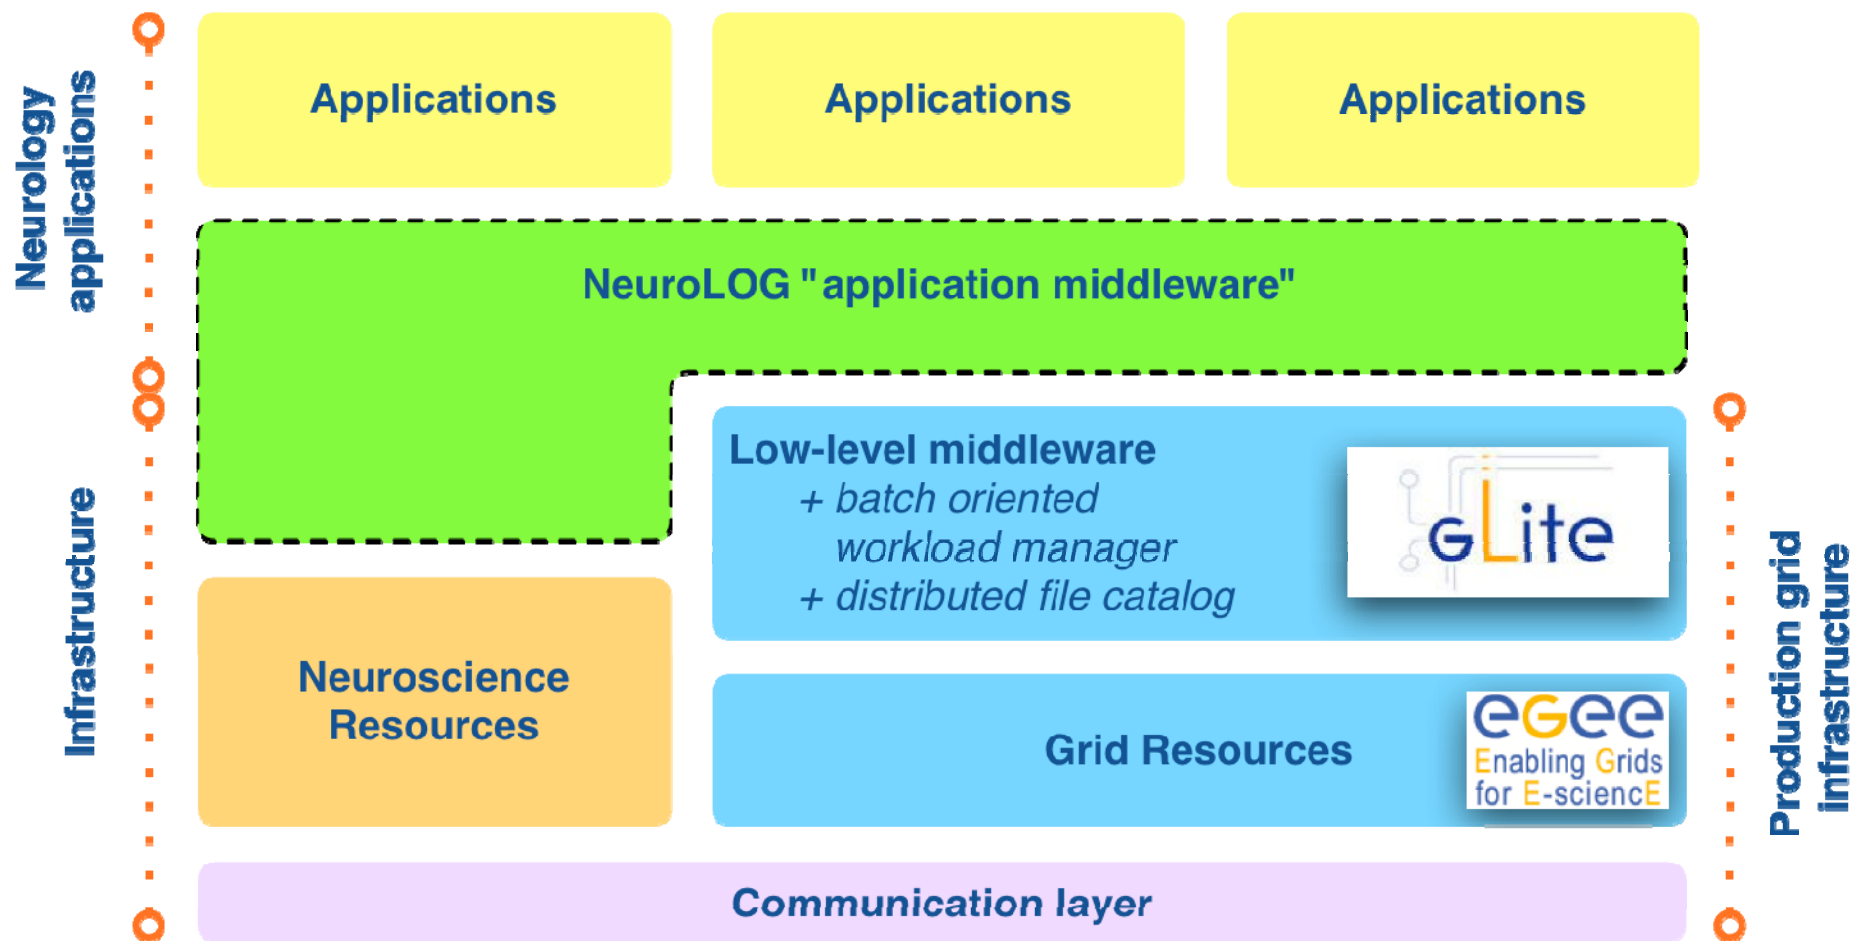 Neurology
applications
Applications
Applications
Applications
NeuroLOG "application middleware"
Infrastructure
Low-level middleware
+ batch oriented
workload manager
+ distributed file catalog
gLite
Neuroscience
Resources
Grid Resources
egee
Enabling Grids
for E-sciencE
Production grid
infrastructure
Communication layer